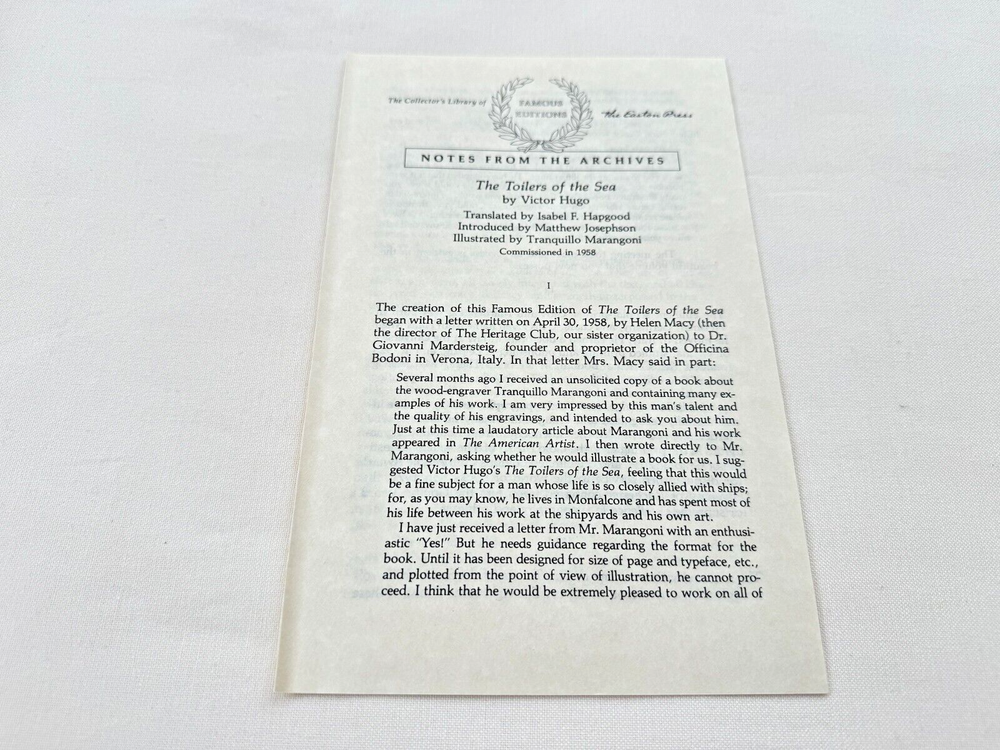 The Collector's Library of FAMOUS EDITIONS the Easton Press
NOTES FROM THE ARCHIVES
The Toilers of the Sea
by Victor Hugo
Translated by Isabel F. Hapgood
Introduced by Matthew Josephson
Illustrated by Tranquillo Marangoni
Commissioned in 1958
I
The creation of this Famous Edition of The Toilers of the Sea
began with a letter written on April 30, 1958, by Helen Macy (then
the director of The Heritage Club, our sister organization) to Dr.
Giovanni Mardersteig, founder and proprietor of the Officina
Bodoni in Verona, Italy. In that letter Mrs. Macy said in part:
Several months ago I received an unsolicited copy of a book about
the wood-engraver Tranquillo Marangoni and containing many ex-
amples of his work. I am very impressed by this man's talent and
the quality of his engravings, and intended to ask you about him.
Just at this time a laudatory article about Marangoni and his work
appeared in The American Artist. I then wrote directly to Mr.
Marangoni, asking whether he would illustrate a book for us. I sug-
gested Victor Hugo's The Toilers of the Sea, feeling that this would
be a fine subject for a man whose life is so closely allied with ships;
for, as you may know, he lives in Monfalcone and has spent most of
his life between his work at the shipyards and his own art.
I have just received a letter from Mr. Marangoni with an enthusi-
astic "Yes!" But he needs guidance regarding the format for the
book. Until it has been designed for size of page and typeface, etc.,
and plotted from the point of view of illustration, he cannot pro-
ceed. I think that he would be extremely pleased to work on all of